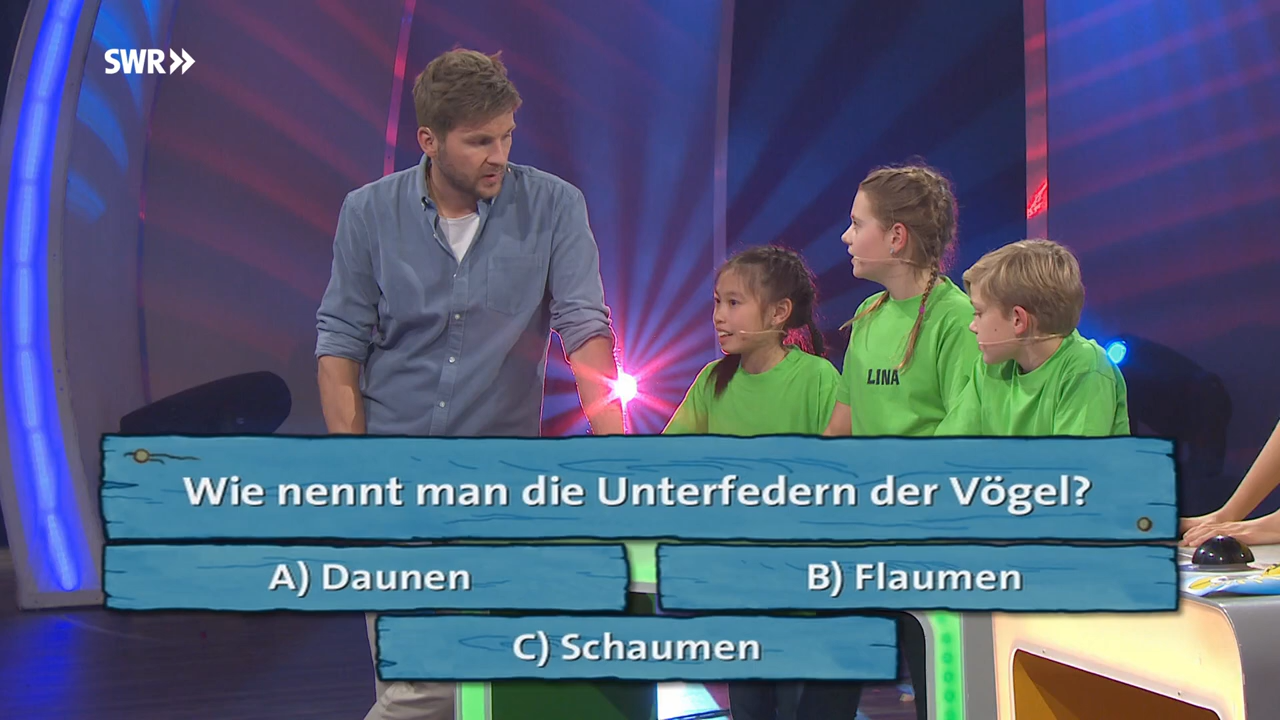 SWR
LINA
Wie nennt man die Unterfedern der Vögel?
A) Daunen
B) Flaumen
C) Schaumen